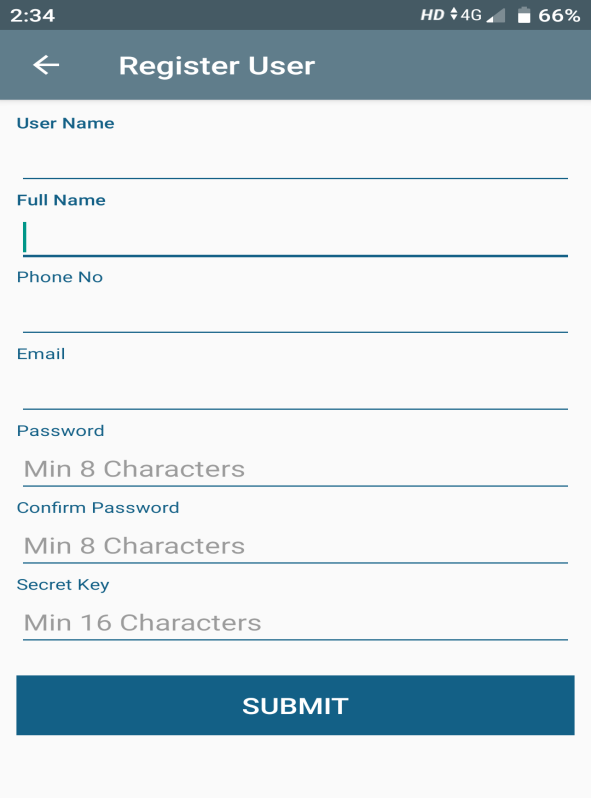 2:34 HD 4G 66%
Register User
User Name
Full Name
Phone No
Email
Password
Min 8 Characters
Confirm Password
Min 8 Characters
Secret Key
Min 16 Characters
SUBMIT